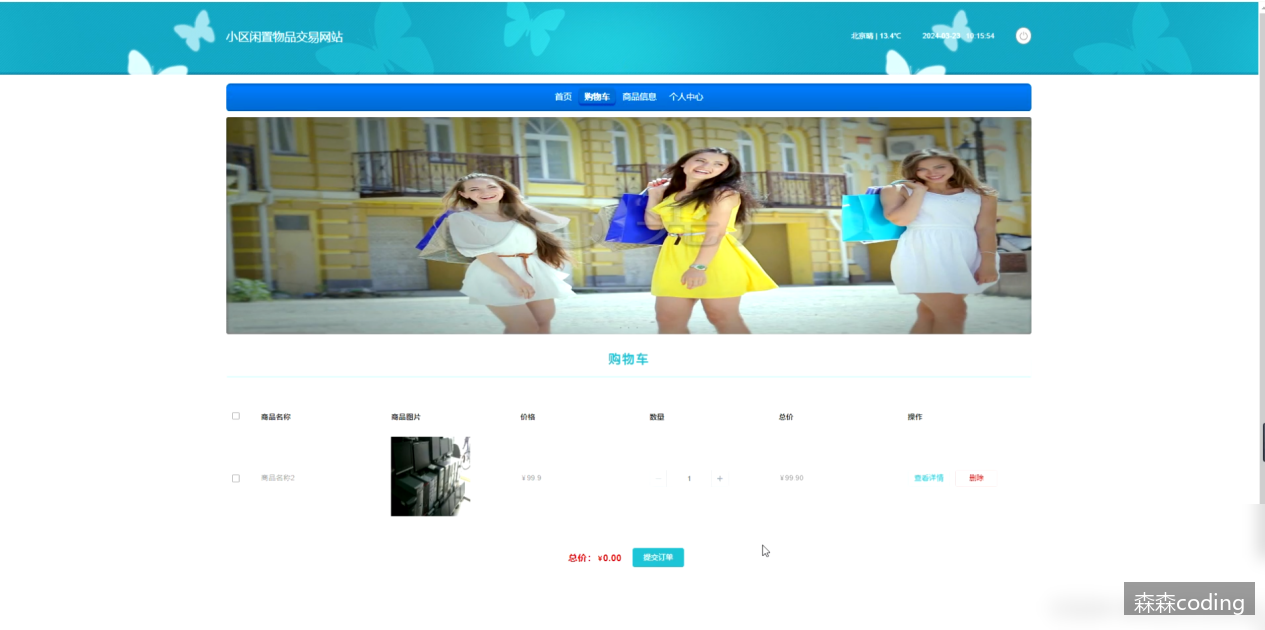 小区闲置物品交易网站
北京晴 | 13.4℃ 2024-03-23 10:15:54
首页 购物车 商品信息 个人中心
购物车
商品名称 商品图片 价格 数量 总价 操作
商品名称2 ¥99.9 - 1 + ¥99.90 查看详情 删除
总价：¥0.00 提交订单
森森coding